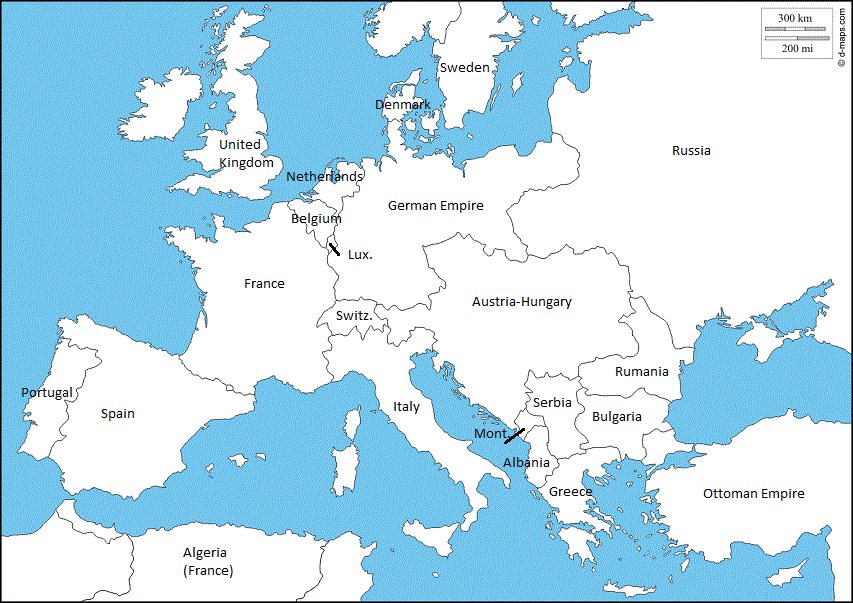 300 km
200 mi
© d-maps.com
Sweden
Denmark
United
Kingdom
Russia
Netherlands
German Empire
Belgium
Lux.
France
Austria-Hungary
Switz.
Rumania
Portugal
Spain
Italy
Serbia
Bulgaria
Mont.
Albania
Greece
Ottoman Empire
Algeria
(France)